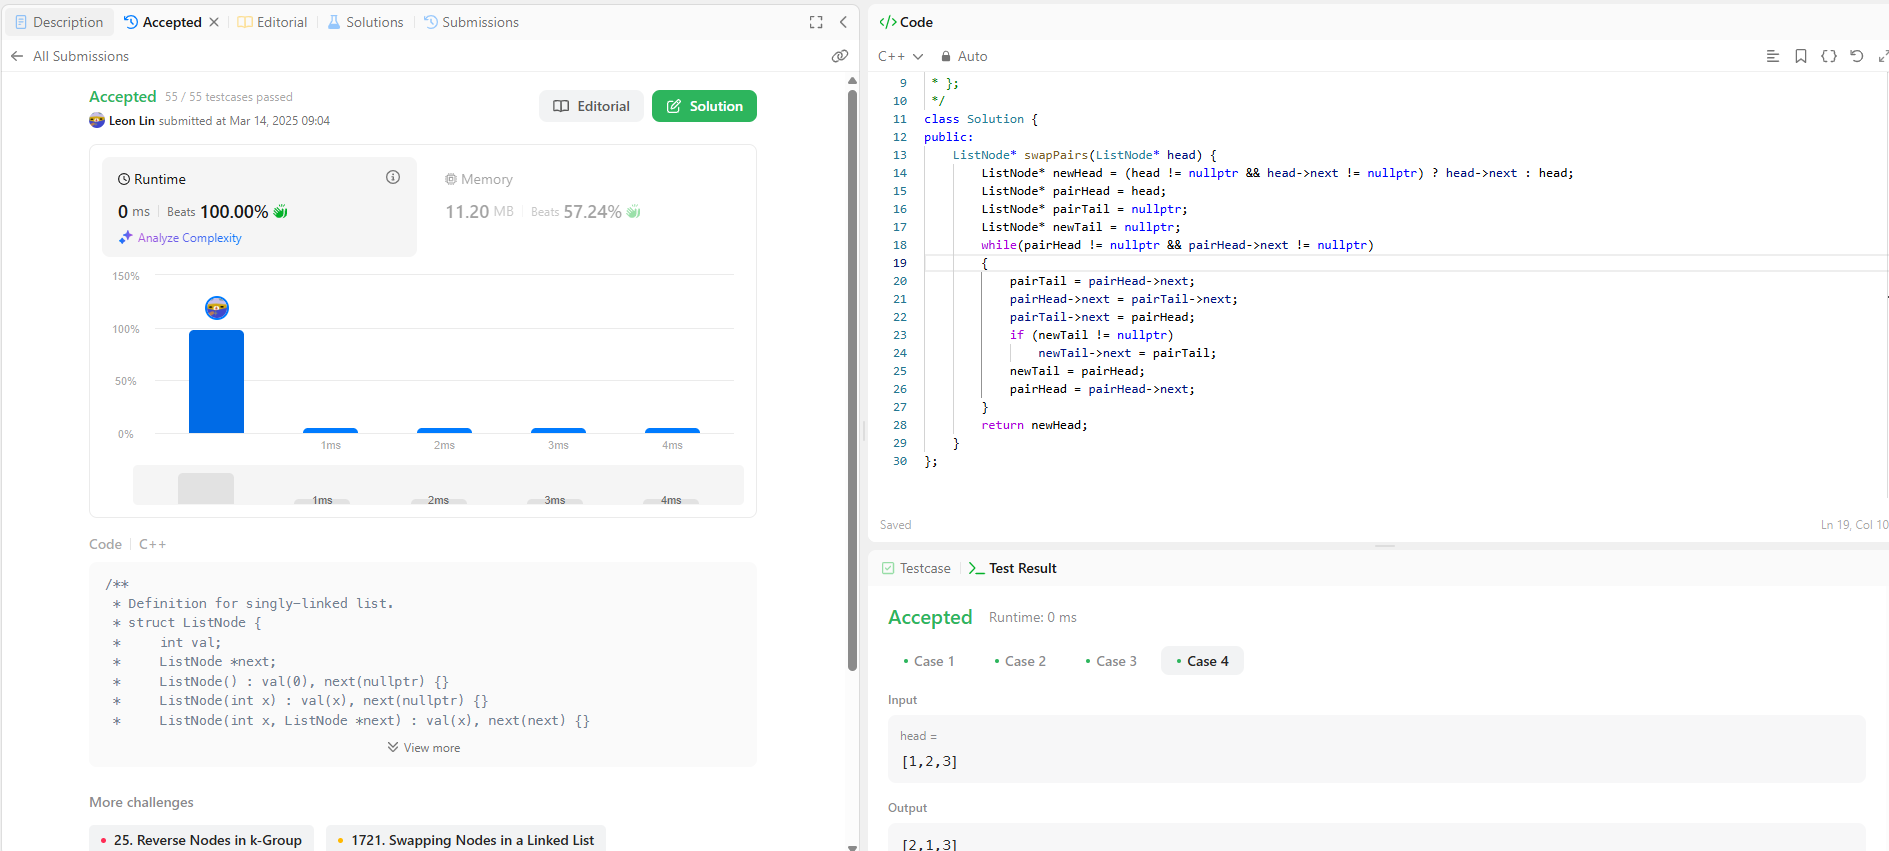 Description
Accepted
Editorial
Solutions
Submissions
All Submissions
Accepted 55 / 55 testcases passed
Leon Lin submitted at Mar 14, 2025 09:04
Editorial
Solution
Runtime
0 ms Beats 100.00%
Analyze Complexity
Memory
11.20 MB Beats 57.24%
150%
100%
50%
0%
1ms 2ms 3ms 4ms
1ms 2ms 3ms 4ms
Code C++
/**
 * Definition for singly-linked list.
 * struct ListNode {
 *     int val;
 *     ListNode *next;
 *     ListNode() : val(0), next(nullptr) {}
 *     ListNode(int x) : val(x), next(nullptr) {}
 *     ListNode(int x, ListNode *next) : val(x), next(next) {}
View more
More challenges
25. Reverse Nodes in k-Group
1721. Swapping Nodes in a Linked List
</> Code
C++ Auto
9  * };
10  */
11 class Solution {
12 public:
13     ListNode* swapPairs(ListNode* head) {
14         ListNode* newHead = (head != nullptr && head->next != nullptr) ? head->next : head;
15         ListNode* pairHead = head;
16         ListNode* pairTail = nullptr;
17         ListNode* newTail = nullptr;
18         while(pairHead != nullptr && pairHead->next != nullptr)
19         {
20             pairTail = pairHead->next;
21             pairHead->next = pairTail->next;
22             pairTail->next = pairHead;
23             if (newTail != nullptr)
24                 newTail->next = pairTail;
25             newTail = pairHead;
26             pairHead = pairHead->next;
27         }
28         return newHead;
29     }
30 };
Saved
Ln 19, Col 10
Testcase
Test Result
Accepted Runtime: 0 ms
Case 1
Case 2
Case 3
Case 4
Input
head =
[1,2,3]
Output
[2,1,3]